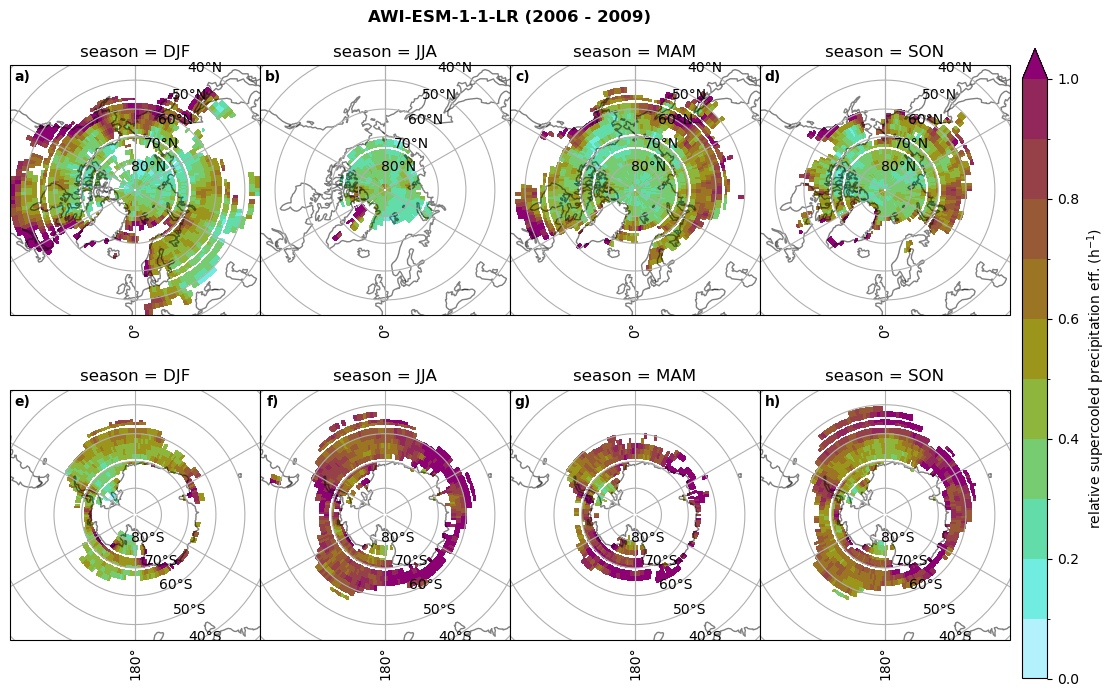 AWI-ESM-1-1-LR (2006 - 2009)
season = DJF
season = JJA
season = MAM
season = SON
a)
40°N
50°N
60°N
70°N
80°N
0°
b)
40°N
50°N
60°N
70°N
80°N
0°
c)
40°N
50°N
60°N
70°N
80°N
0°
d)
40°N
50°N
60°N
70°N
80°N
0°
season = DJF
season = JJA
season = MAM
season = SON
e)
80°S
70°S
60°S
50°S
40°S
180°
f)
80°S
70°S
60°S
50°S
40°S
180°
g)
80°S
70°S
60°S
50°S
40°S
180°
h)
80°S
70°S
60°S
50°S
40°S
180°
1.0
0.8
0.6
0.4
0.2
0.0
relative supercooled precipitation eff. (h⁻¹)